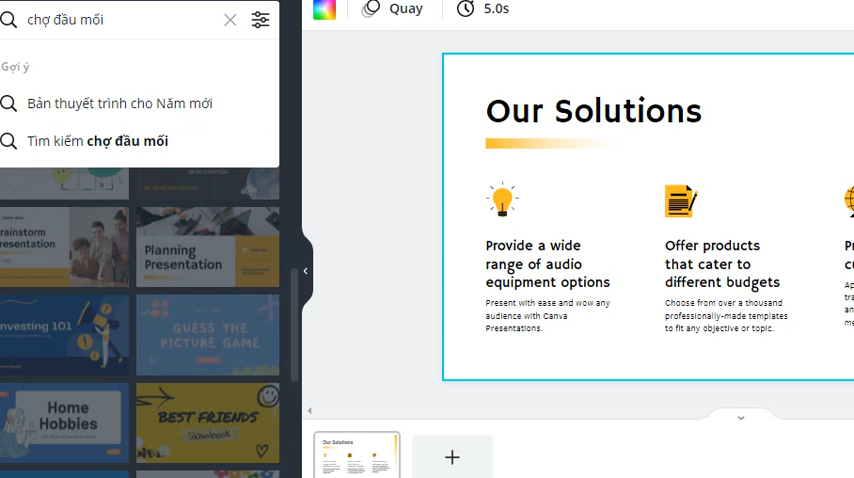 chợ đầu mối
Gợi ý
Bản thuyết trình cho Năm mới
Tìm kiếm chợ đầu mối
Planning
Presentation
Investing 101
GUESS THE
PICTURE GAME
Home
Hobbies
BEST FRIENDS
Slambook
Quay
5.0s
Our Solutions
Provide a wide
range of audio
equipment options
Present with ease and wow any
audience with Canva
Presentations.
Offer products
that cater to
different budgets
Choose from over a thousand
professionally-made templates
to fit any objective or topic.
Our Solutions